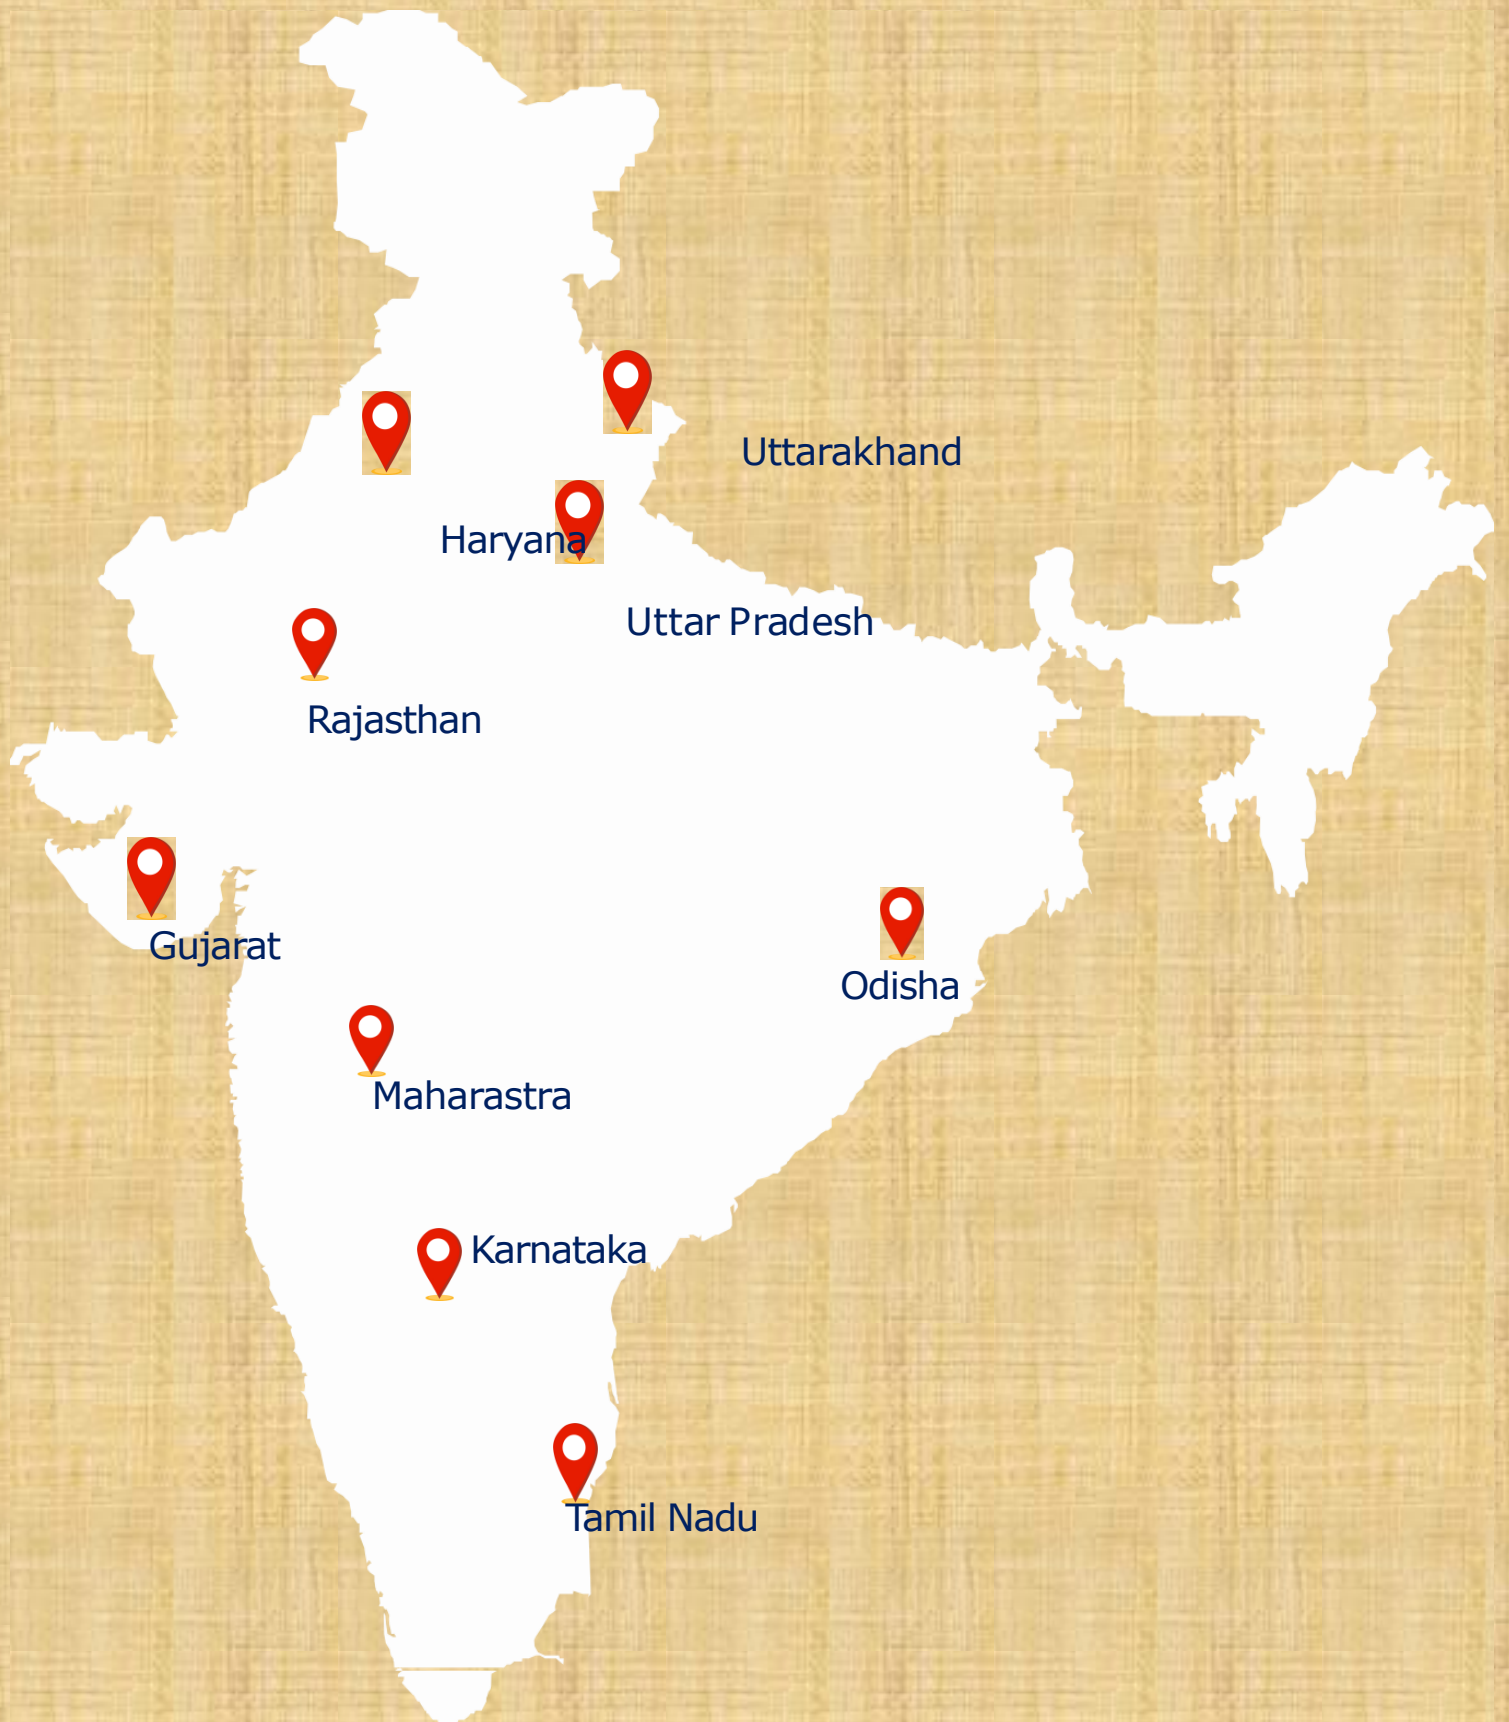 Uttarakhand
Haryana
Uttar Pradesh
Rajasthan
Gujarat
Odisha
Maharastra
Karnataka
Tamil Nadu